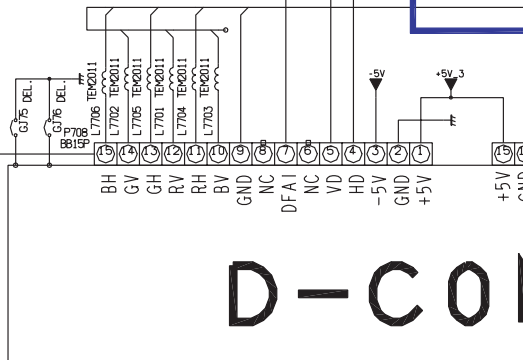 -5V
+5V_3
TEM2011
TEM2011
TEM2011
TEM2011
TEM2011
TEM2011
L7706
L7702
L7705
L7701
L7704
L7703
GJ75
DEL.
GJ76
DEL.
P708
BB15P
15 14 13 12 11 10 9 8 7 6 5 4 3 2 1
15
BH GV GH RV RH BV GND NC DFAI NC VD HD -5V GND +5V
+5V
GND
D-CO